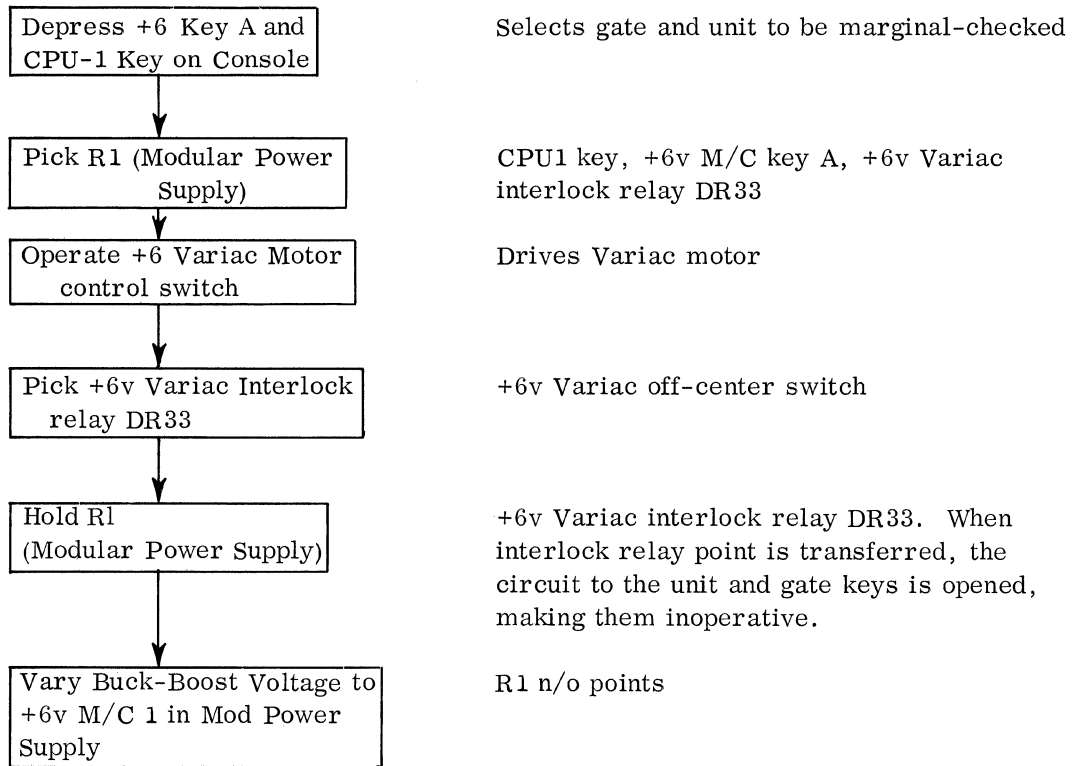 Depress +6 Key A and
CPU-1 Key on Console
Selects gate and unit to be marginal-checked
Pick R1 (Modular Power
Supply)
CPU1 key, +6v M/C key A, +6v Variac
interlock relay DR33
Operate +6 Variac Motor
control switch
Drives Variac motor
Pick +6v Variac Interlock
relay DR33
+6v Variac off-center switch
Hold R1
(Modular Power Supply)
+6v Variac interlock relay DR33. When
interlock relay point is transferred, the
circuit to the unit and gate keys is opened,
making them inoperative.
Vary Buck-Boost Voltage to
+6v M/C 1 in Mod Power
Supply
R1 n/o points